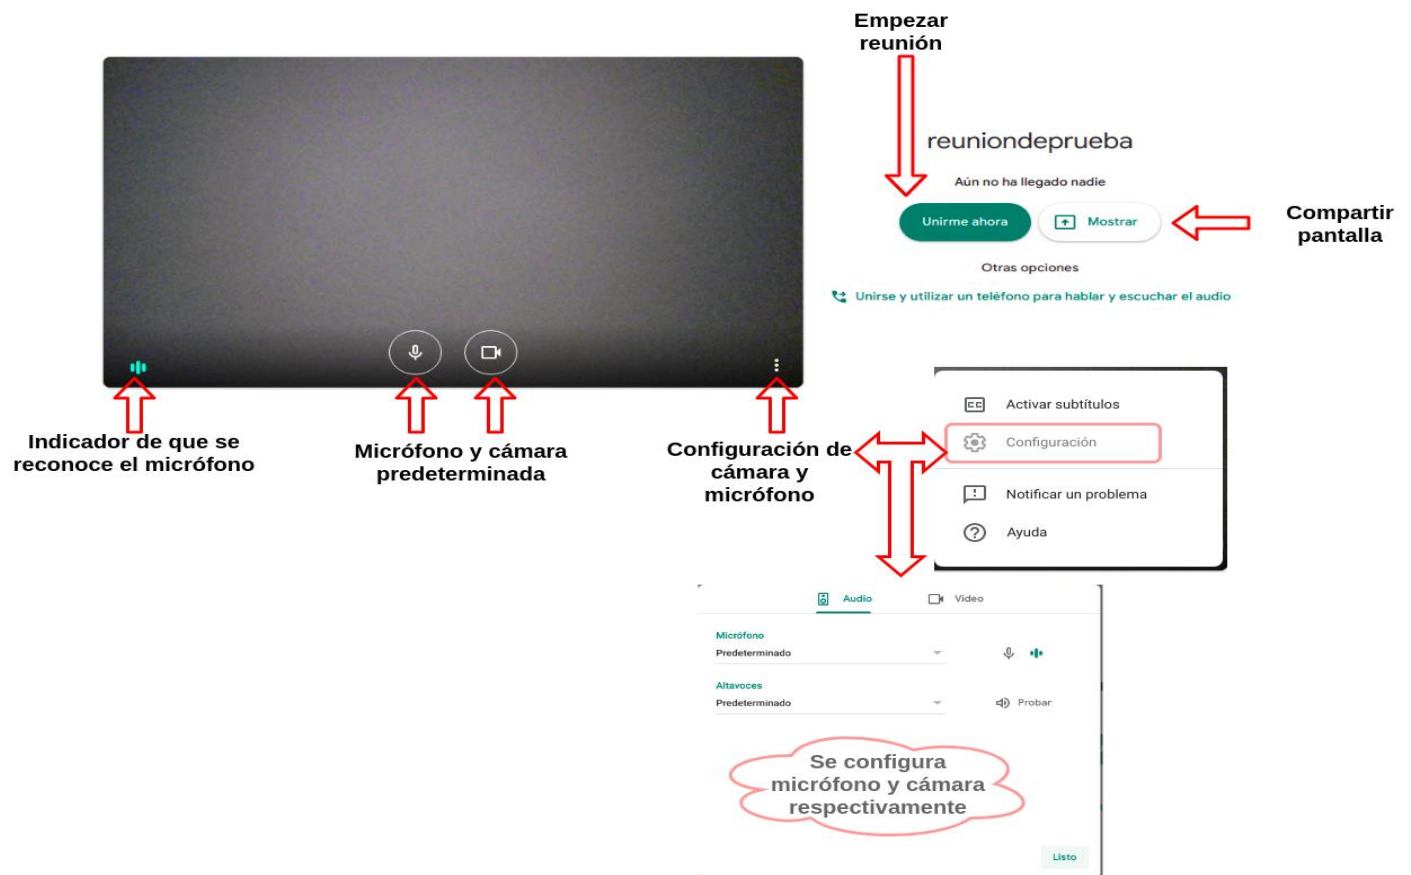 Empezar
reunión
reuniondeprueba
Aún no ha llegado nadie
Unirme ahora
Mostrar
Compartir
pantalla
Otras opciones
Unirse y utilizar un teléfono para hablar y escuchar el audio
Indicador de que se
reconoce el micrófono
Micrófono y cámara
predeterminada
Configuración de
cámara y
micrófono
CC Activar subtítulos
Configuración
Notificar un problema
Ayuda
Audio
Vídeo
Micrófono
Predeterminado
Altavoces
Predeterminado
Probar
Se configura
micrófono y cámara
respectivamente
Listo